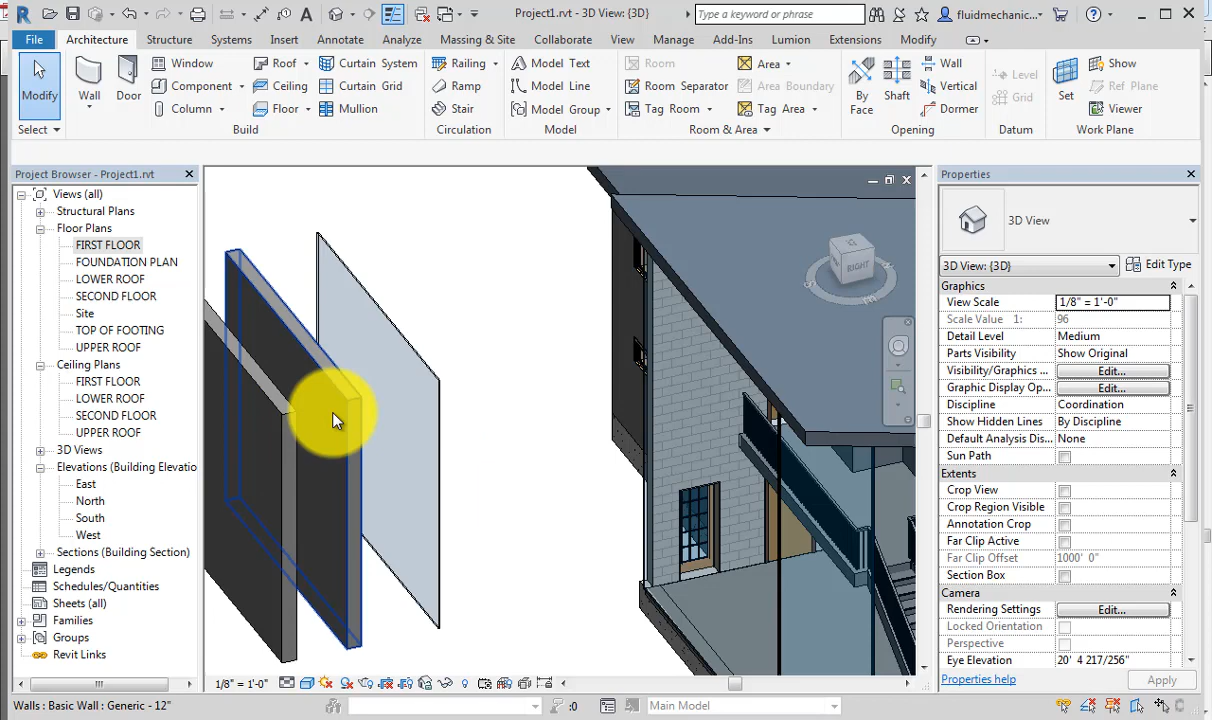 Project1.rvt - 3D View: {3D}
Type a keyword or phrase
fluidmechanic...
File Architecture Structure Systems Insert Annotate Analyze Massing & Site Collaborate View Manage Add-Ins Lumion Extensions Modify
Modify
Wall
Door
Window
Component
Column
Roof
Ceiling
Floor
Curtain System
Curtain Grid
Mullion
Railing
Ramp
Stair
Model Text
Model Line
Model Group
Room
Room Separator
Tag Room
Area
Area Boundary
Tag Area
By
Face
Shaft
Wall
Vertical
Dormer
Level
Grid
Set
Show
Ref Plane
Viewer
Select
Build
Circulation
Model
Room & Area
Opening
Datum
Work Plane
Project Browser - Project1.rvt
Views (all)
Structural Plans
Floor Plans
FIRST FLOOR
FOUNDATION PLAN
LOWER ROOF
SECOND FLOOR
Site
TOP OF FOOTING
UPPER ROOF
Ceiling Plans
FIRST FLOOR
LOWER ROOF
SECOND FLOOR
UPPER ROOF
3D Views
Elevations (Building Elevatio
East
North
South
West
Sections (Building Section)
Legends
Schedules/Quantities
Sheets (all)
Families
Groups
Revit Links
RIGHT
Properties
3D View
3D View: {3D} Edit Type
Graphics
View Scale 1/8" = 1'-0"
Scale Value 1: 96
Detail Level Medium
Parts Visibility Show Original
Visibility/Graphics ... Edit...
Graphic Display Op... Edit...
Discipline Coordination
Show Hidden Lines By Discipline
Default Analysis Dis... None
Sun Path
Extents
Crop View
Crop Region Visible
Annotation Crop
Far Clip Active
Far Clip Offset 1000' 0"
Section Box
Camera
Rendering Settings Edit...
Locked Orientation
Perspective
Eye Elevation 20' 4 217/256"
Properties help Apply
1/8" = 1'-0"
Walls : Basic Wall : Generic - 12"
:0
Main Model